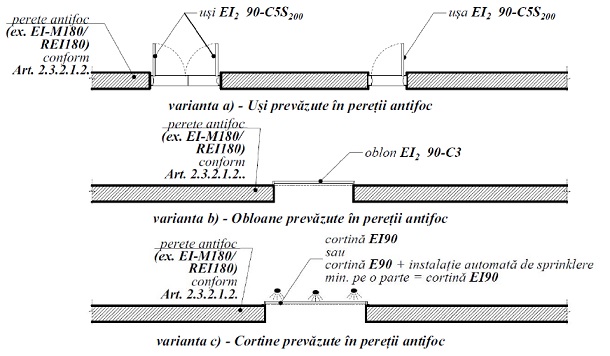 perete antifoc
(ex. EI-M180/
REI180)
conform
Art. 2.3.2.1.2.
uși EI2 90-C5S200
ușa EI2 90-C5S200
varianta a) - Uși prevăzute în pereții antifoc
perete antifoc
(ex. EI-M180/
REI180)
conform
Art. 2.3.2.1.2..
oblon EI2 90-C3
varianta b) - Obloane prevăzute în pereții antifoc
perete antifoc
(ex. EI-M180/
REI180)
conform
Art. 2.3.2.1.2.
cortină EI90
sau
cortină E90 + instalație automată de sprinklere
min. pe o parte = cortină EI90
varianta c) - Cortine prevăzute în pereții antifoc